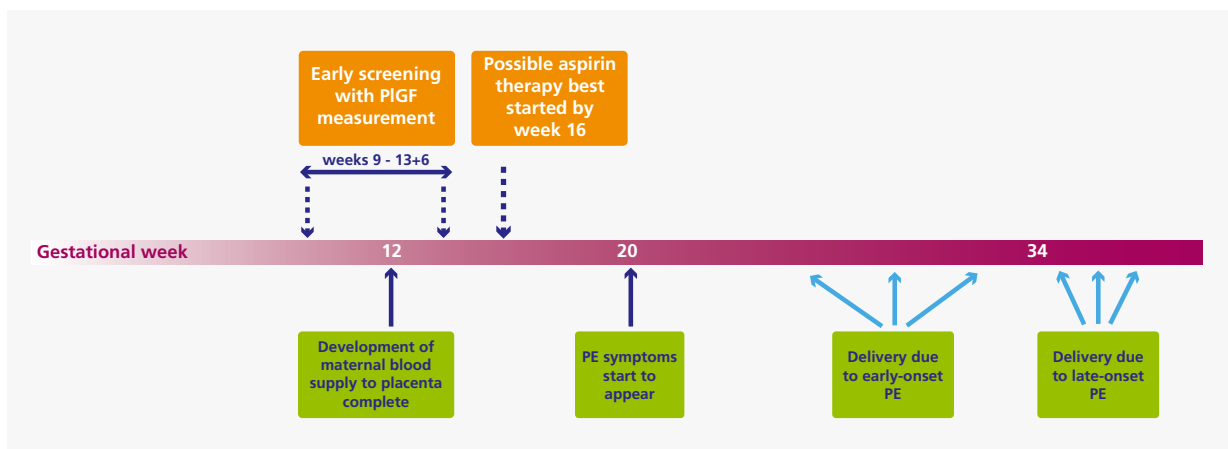 Early screening
with PlGF
measurement
Possible aspirin
therapy best
started by
week 16
weeks 9 - 13+6
Gestational week 12 20 34
Development of
maternal blood
supply to placenta
complete
PE symptoms
start to
appear
Delivery due
to early-onset
PE
Delivery due
to late-onset
PE